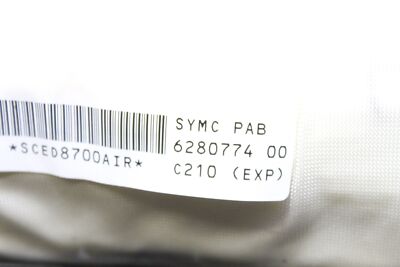 SYMC PAB
*SCED8700AIR* 6280774 00
C210 (EXP)